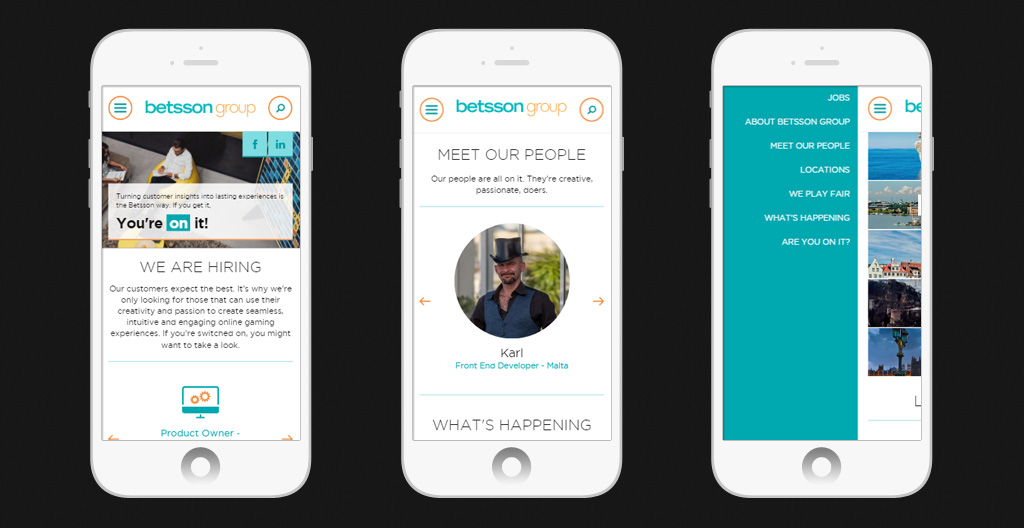 betsson group
f in
Turning customer insights into lasting experiences is
the Betsson way. If you get it.
You're on it!
WE ARE HIRING
Our customers expect the best. It's why we're
only looking for those that can use their
creativity and passion to create seamless,
intuitive and engaging online gaming
experiences. If you're switched on, you might
want to take a look.
Product Owner -
betsson group
MEET OUR PEOPLE
Our people are all on it. They're creative,
passionate, doers.
Karl
Front End Developer - Malta
WHAT'S HAPPENING
JOBS
ABOUT BETSSON GROUP
MEET OUR PEOPLE
LOCATIONS
WE PLAY FAIR
WHAT'S HAPPENING
ARE YOU ON IT?
be
L